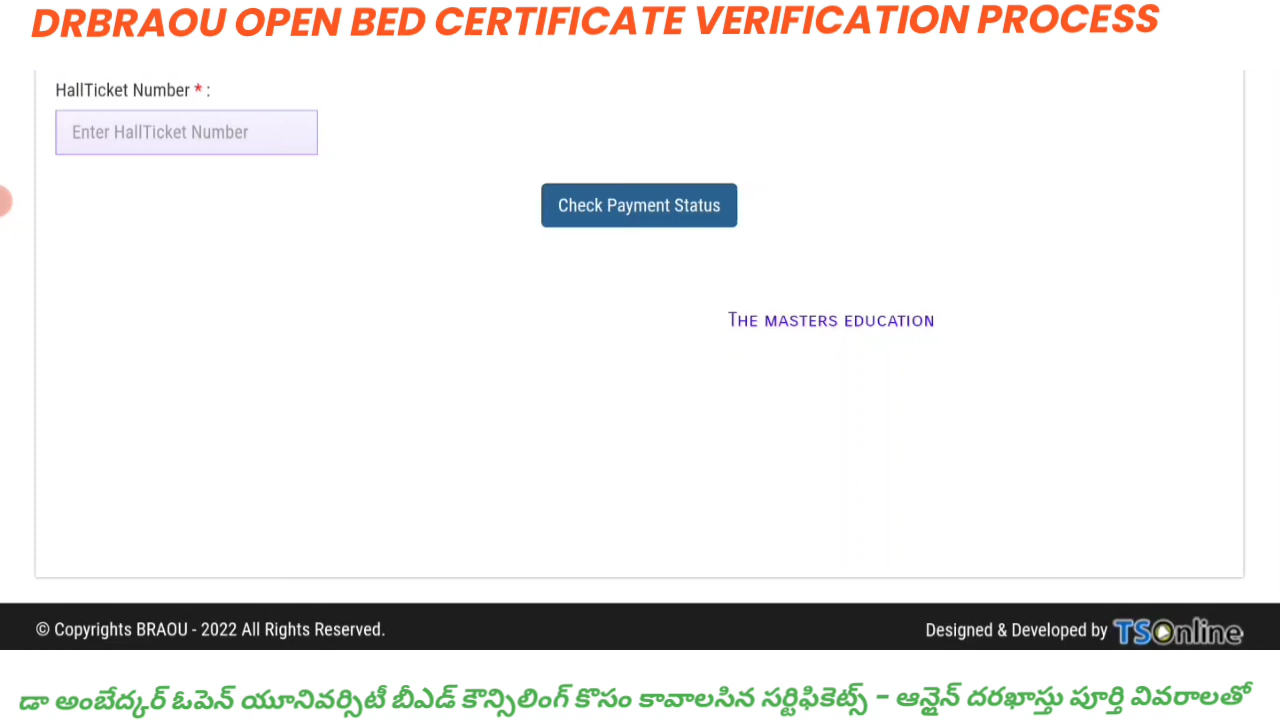 DRBRAOU OPEN BED CERTIFICATE VERIFICATION PROCESS
HallTicket Number * :
Enter HallTicket Number
Check Payment Status
THE MASTERS EDUCATION
© Copyrights BRAOU - 2022 All Rights Reserved.
Designed & Developed by TSOnline
డా అంబేద్కర్ ఓపెన్ యూనివర్సిటీ బీఎడ్ కౌన్సిలింగ్ కొసం కావాలసిన సర్టిఫికెట్స్ - ఆన్లైన్ దరఖాస్తు పూర్తి వివరాలతో